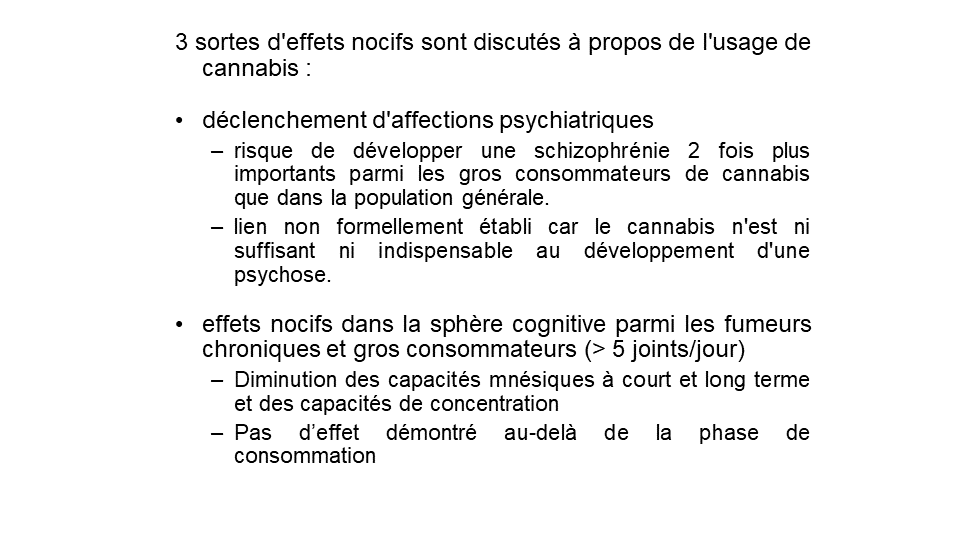 3 sortes d'effets nocifs sont discutés à propos de l'usage de
cannabis :
• déclenchement d'affections psychiatriques
– risque de développer une schizophrénie 2 fois plus
importants parmi les gros consommateurs de cannabis
que dans la population générale.
– lien non formellement établi car le cannabis n'est ni
suffisant ni indispensable au développement d'une
psychose.
• effets nocifs dans la sphère cognitive parmi les fumeurs
chroniques et gros consommateurs (> 5 joints/jour)
– Diminution des capacités mnésiques à court et long terme
et des capacités de concentration
– Pas d’effet démontré au-delà de la phase de
consommation